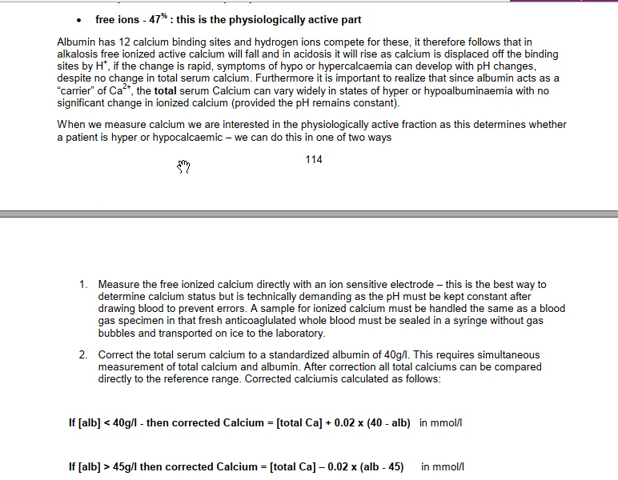 • free ions - 47% : this is the physiologically active part
Albumin has 12 calcium binding sites and hydrogen ions compete for these, it therefore follows that in
alkalosis free ionized active calcium will fall and in acidosis it will rise as calcium is displaced off the binding
sites by H⁺, if the change is rapid, symptoms of hypo or hypercalcaemia can develop with pH changes,
despite no change in total serum calcium. Furthermore it is important to realize that since albumin acts as a
“carrier” of Ca²⁺, the total serum Calcium can vary widely in states of hyper or hypoalbuminaemia with no
significant change in ionized calcium (provided the pH remains constant).
When we measure calcium we are interested in the physiologically active fraction as this determines whether
a patient is hyper or hypocalcaemic – we can do this in one of two ways
114
1. Measure the free ionized calcium directly with an ion sensitive electrode – this is the best way to
determine calcium status but is technically demanding as the pH must be kept constant after
drawing blood to prevent errors. A sample for ionized calcium must be handled the same as a blood
gas specimen in that fresh anticoaglulated whole blood must be sealed in a syringe without gas
bubbles and transported on ice to the laboratory.
2. Correct the total serum calcium to a standardized albumin of 40g/l. This requires simultaneous
measurement of total calcium and albumin. After correction all total calciums can be compared
directly to the reference range. Corrected calciumis calculated as follows:
If [alb] < 40g/l - then corrected Calcium = [total Ca] + 0.02 x (40 - alb) in mmol/l
If [alb] > 45g/l then corrected Calcium = [total Ca] – 0.02 x (alb - 45) in mmol/l